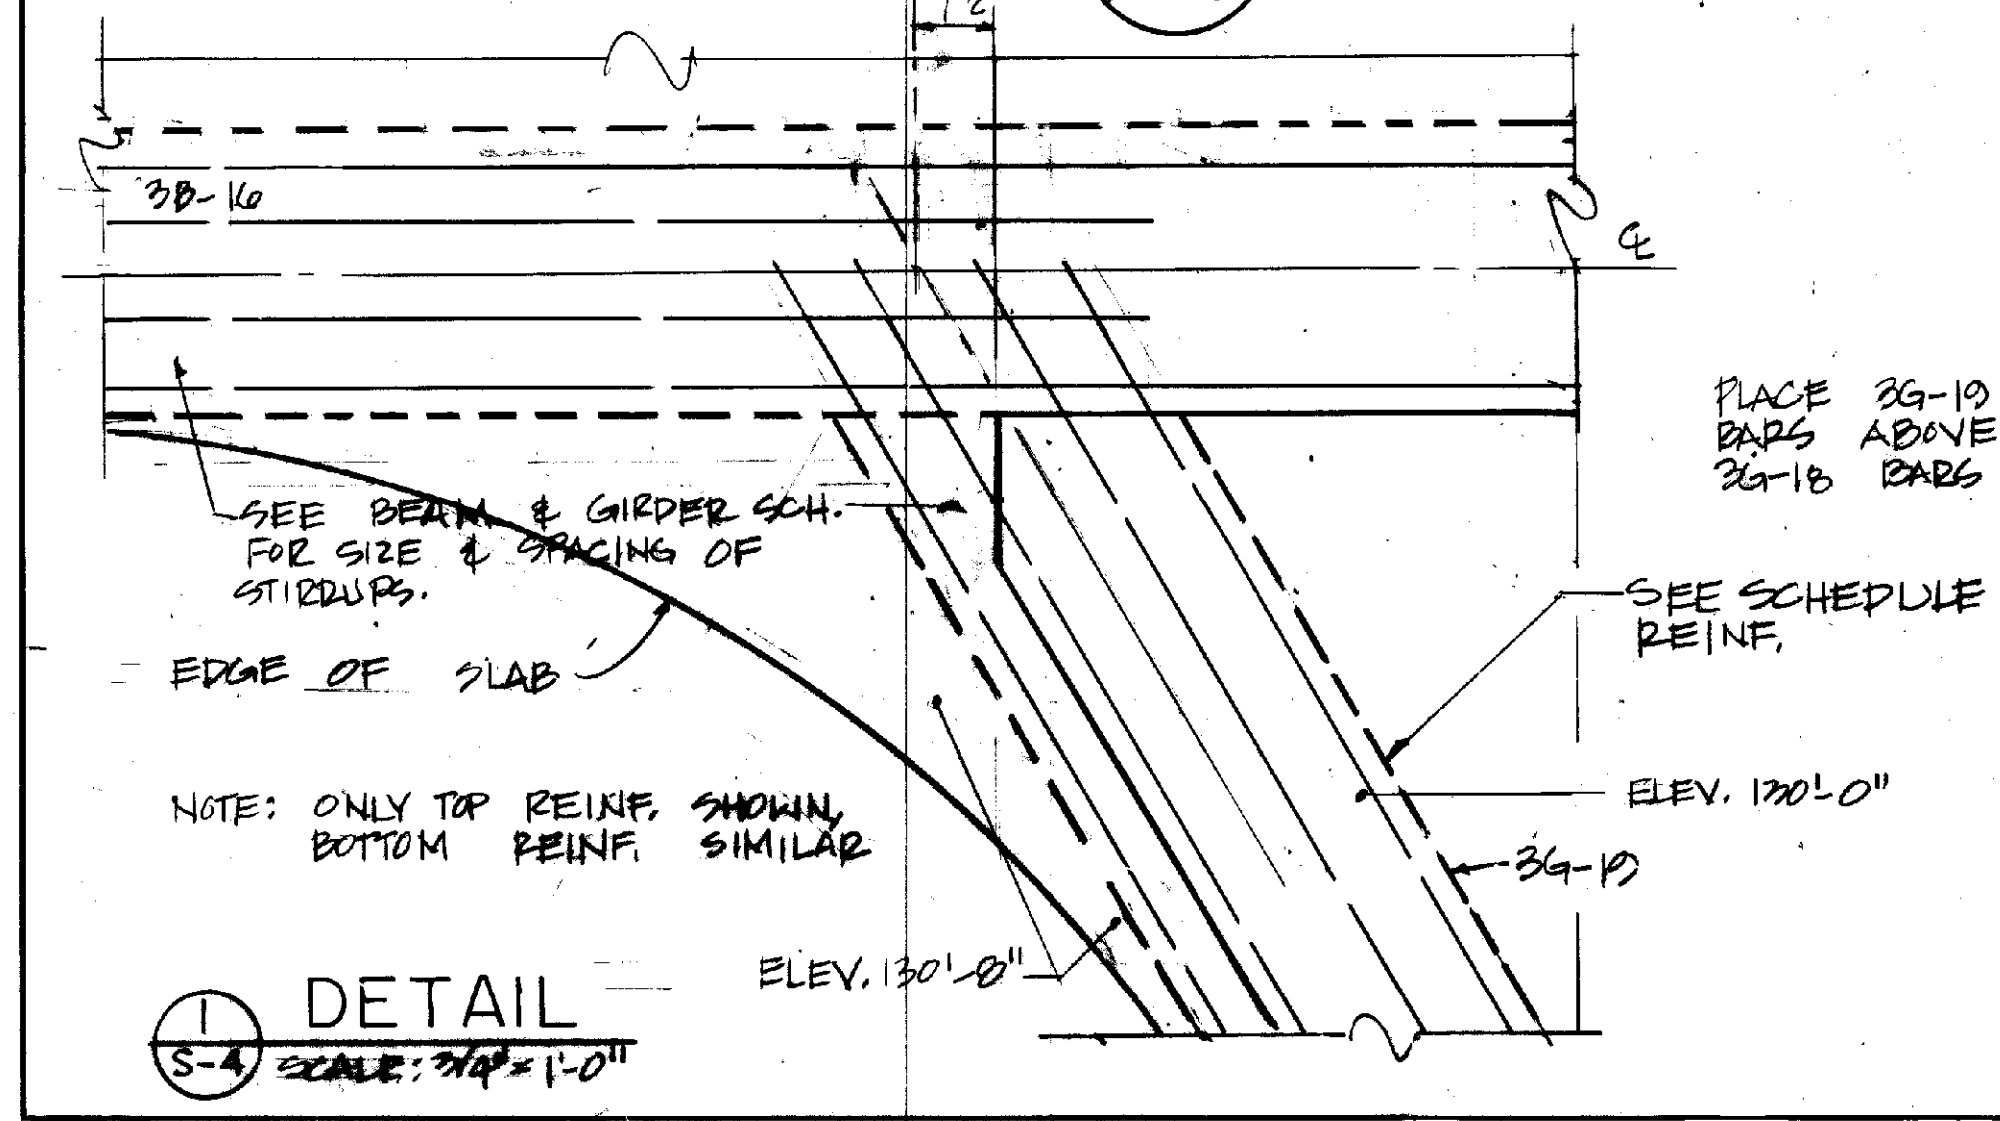 3B-16
℄
PLACE 3G-19
BARS ABOVE
3G-18 BARS
SEE BEAM & GIRDER SCH.
FOR SIZE & SPACING OF
STIRRUPS.
SEE SCHEDULE
REINF.
EDGE OF SLAB
ELEV. 130'-0"
NOTE: ONLY TOP REINF. SHOWN,
BOTTOM REINF. SIMILAR
3G-19
ELEV. 130'-8"
1
S-4
DETAIL
SCALE: 3/4" = 1'-0"